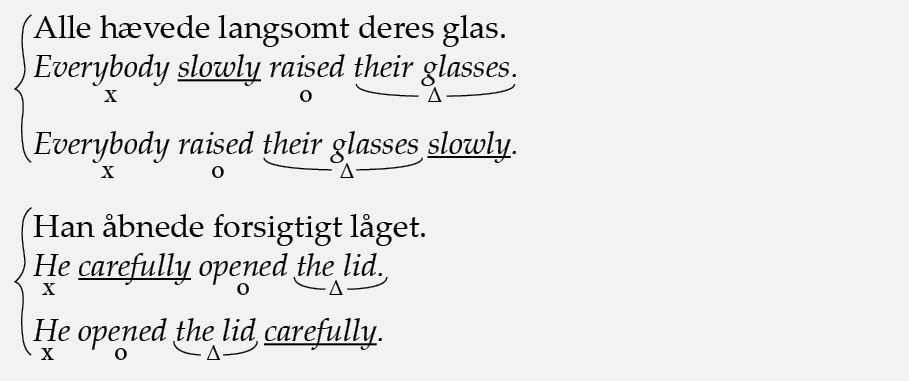 Alle hævede langsomt deres glas.
Everybody slowly raised their glasses.
x o Δ
Everybody raised their glasses slowly.
x o Δ
Han åbnede forsigtigt låget.
He carefully opened the lid.
x o Δ
He opened the lid carefully.
x o Δ